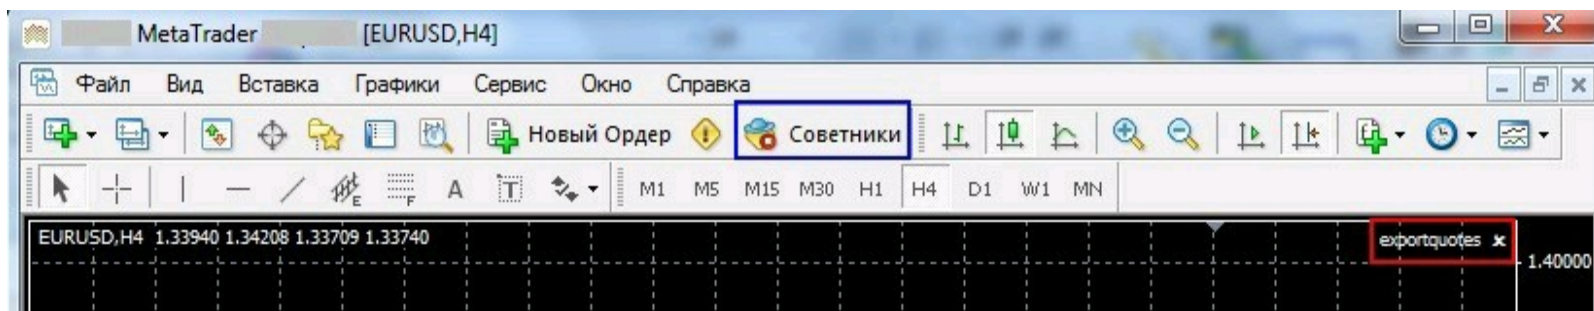 MetaTrader [EURUSD,H4]
Файл Вид Вставка Графики Сервис Окно Справка
Новый Ордер Советники
E F A T M1 M5 M15 M30 H1 H4 D1 W1 MN
EURUSD,H4 1.33940 1.34208 1.33709 1.33740 exportquotes x
1.40000